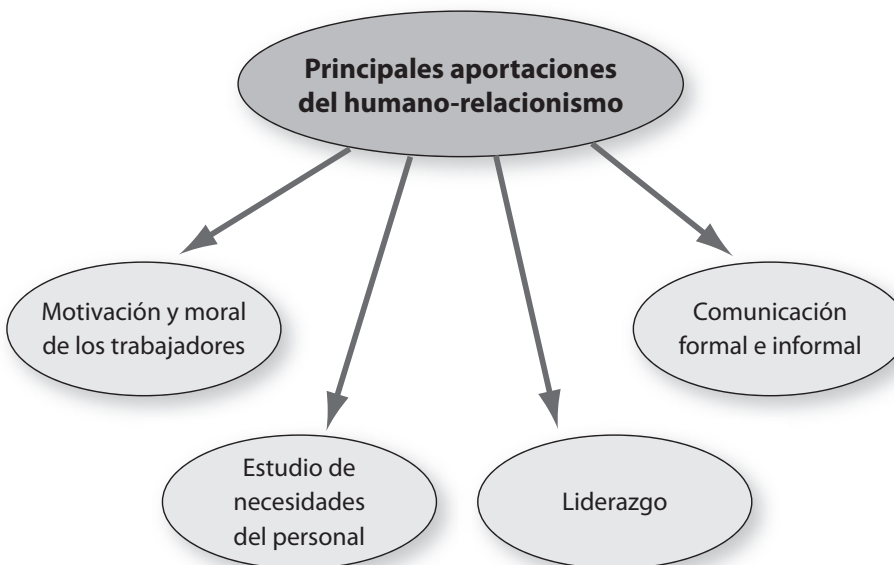 Principales aportaciones
del humano-relacionismo
Motivación y moral
de los trabajadores
Comunicación
formal e informal
Estudio de
necesidades
del personal
Liderazgo